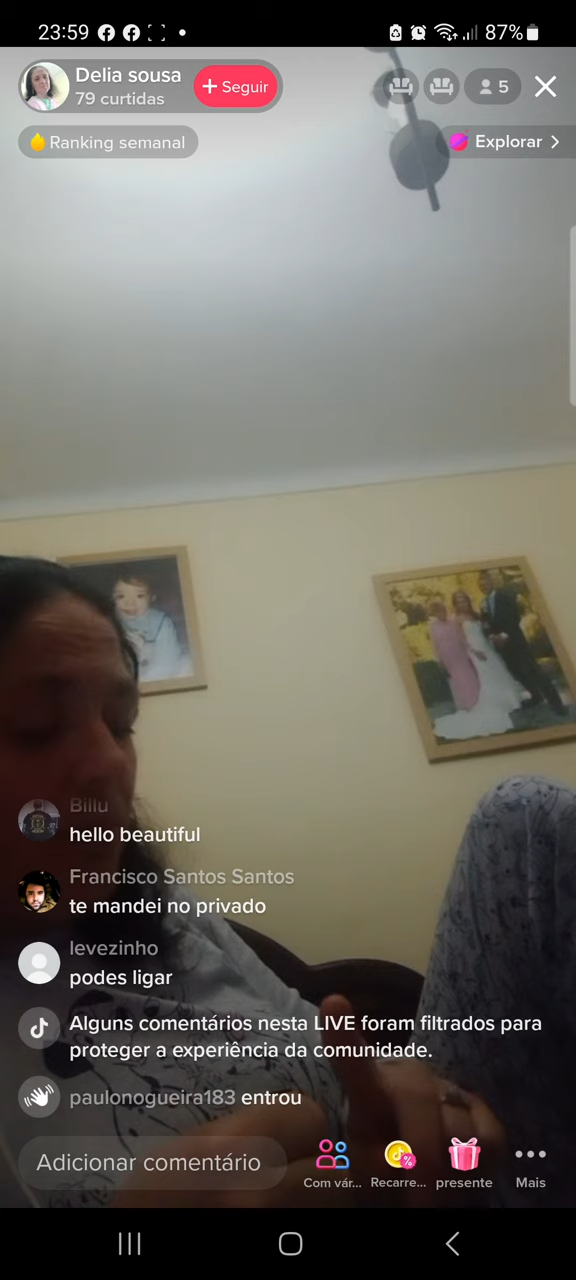 23:59
87%
Delia sousa
79 curtidas
+ Seguir
5
Ranking semanal
Explorar >
Billu
hello beautiful
Francisco Santos Santos
te mandei no privado
levezinho
podes ligar
Alguns comentários nesta LIVE foram filtrados para
proteger a experiência da comunidade.
paulonogueira183 entrou
Adicionar comentário
Com vár...
Recarre...
presente
Mais